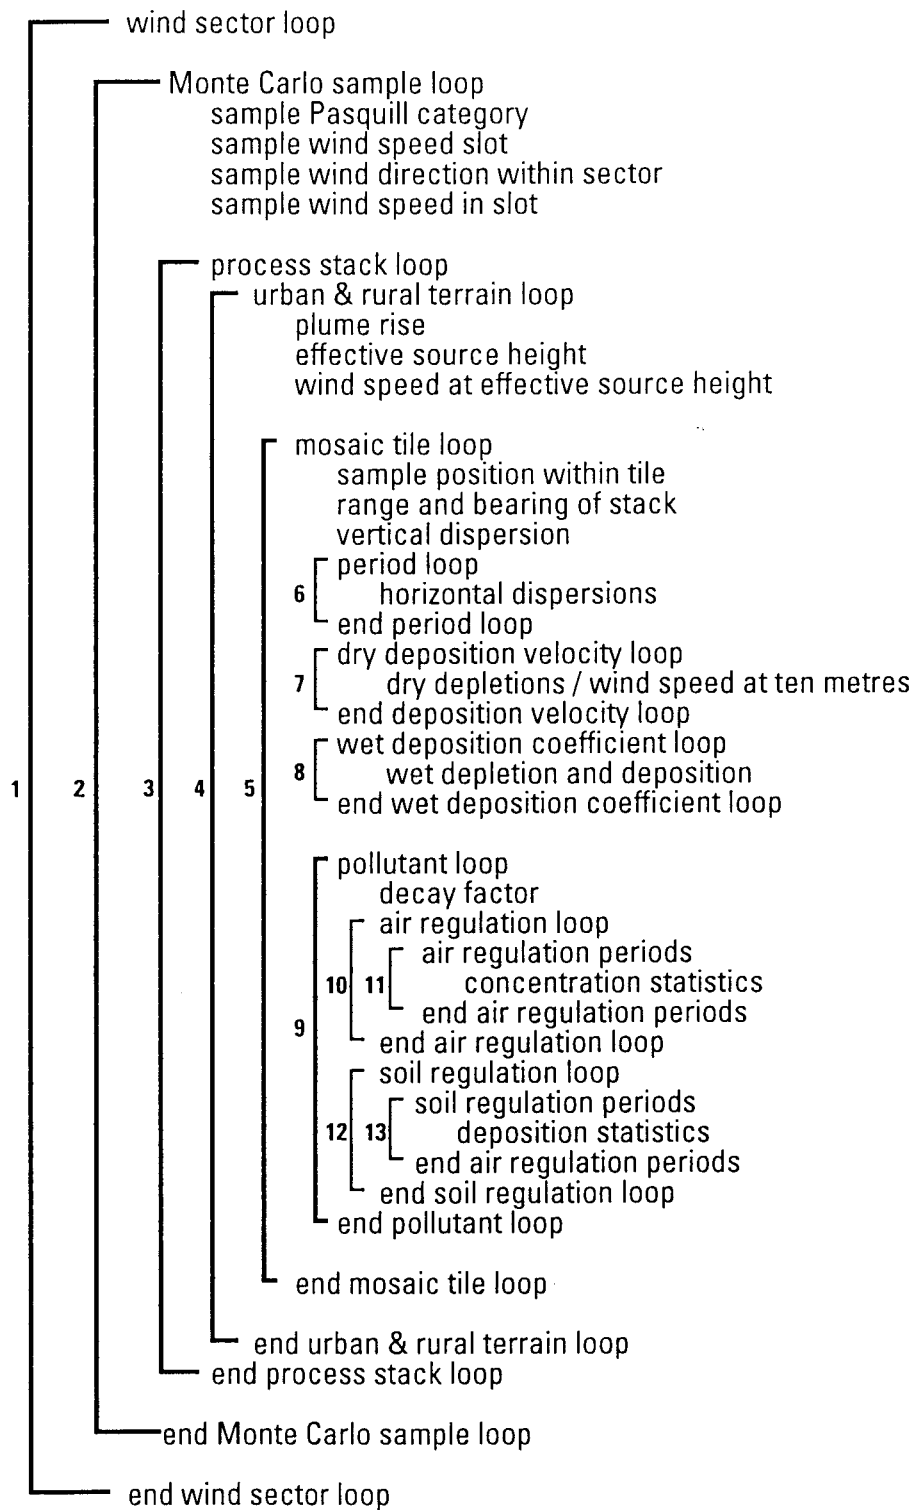 wind sector loop
Monte Carlo sample loop
sample Pasquill category
sample wind speed slot
sample wind direction within sector
sample wind speed in slot
process stack loop
urban & rural terrain loop
plume rise
effective source height
wind speed at effective source height
mosaic tile loop
sample position within tile
range and bearing of stack
vertical dispersion
period loop
6 horizontal dispersions
end period loop
dry deposition velocity loop
7 dry depletions / wind speed at ten metres
end deposition velocity loop
wet deposition coefficient loop
8 wet depletion and deposition
1 2 3 4 5 end wet deposition coefficient loop
pollutant loop
decay factor
air regulation loop
air regulation periods
10 11 concentration statistics
end air regulation periods
9
end air regulation loop
soil regulation loop
soil regulation periods
12 13 deposition statistics
end air regulation periods
end soil regulation loop
end pollutant loop
end mosaic tile loop
end urban & rural terrain loop
end process stack loop
end Monte Carlo sample loop
end wind sector loop